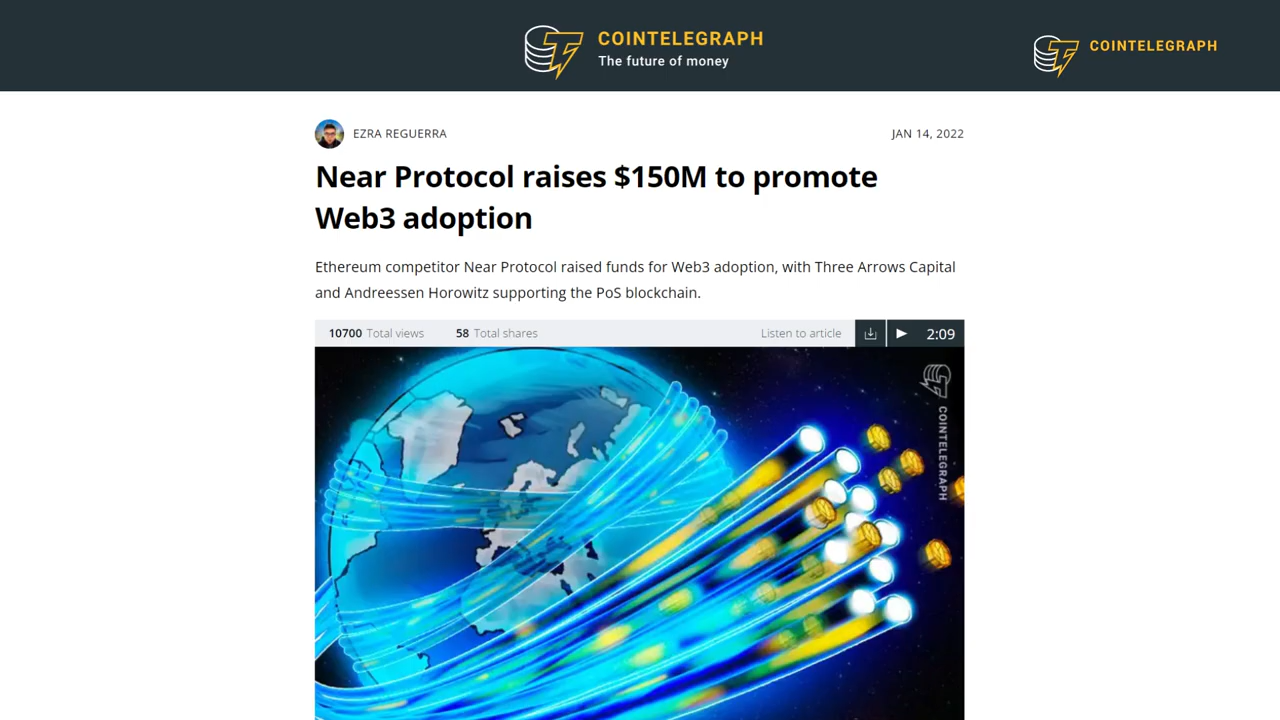 COINTELEGRAPH
The future of money
COINTELEGRAPH
EZRA REGUERRA
JAN 14, 2022
Near Protocol raises $150M to promote
Web3 adoption
Ethereum competitor Near Protocol raised funds for Web3 adoption, with Three Arrows Capital
and Andreessen Horowitz supporting the PoS blockchain.
10700 Total views
58 Total shares
Listen to article
2:09
COINTELEGRAPH